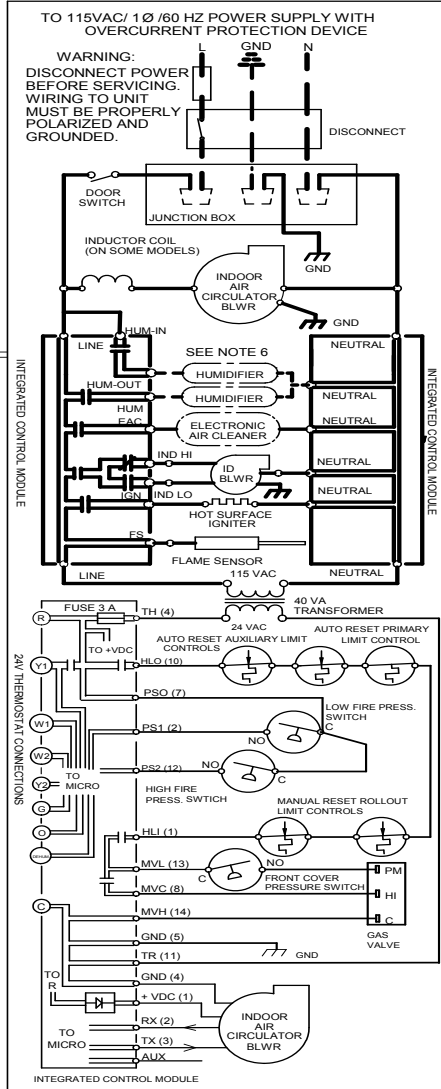 TO 115VAC/ 1 Ø /60 HZ POWER SUPPLY WITH
OVERCURRENT PROTECTION DEVICE
WARNING:
DISCONNECT POWER
BEFORE SERVICING.
WIRING TO UNIT
MUST BE PROPERLY
POLARIZED AND
GROUNDED.
L
GND
N
DISCONNECT
DOOR
SWITCH
JUNCTION BOX
GND
INDUCTOR COIL
(ON SOME MODELS)
INDOOR
AIR
CIRCULATOR
BLWR
GND
INTEGRATED CONTROL MODULE
HUM-IN
LINE
SEE NOTE 6
NEUTRAL
HUMIDIFIER
HUM-OUT
HUMIDIFIER
NEUTRAL
HUM
EAC
ELECTRONIC
AIR CLEANER
NEUTRAL
IND HI
ID
BLWR
NEUTRAL
IGN
IND LO
HOT SURFACE
IGNITER
NEUTRAL
FS
FLAME SENSOR
LINE
115 VAC
NEUTRAL
INTEGRATED CONTROL MODULE
40 VA
TRANSFORMER
24 VAC
R
FUSE 3 A
TH (4)
TO +VDC
AUTO RESET AUXILIARY LIMIT
CONTROLS
AUTO RESET PRIMARY
LIMIT CONTROL
24V THERMOSTAT CONNECTIONS
Y1
HLO (10)
PSO (7)
LOW FIRE PRESS.
SWITCH
W1
PS1 (2)
NO
C
W2
PS2 (12)
NO
C
Y2
TO
MICRO
HIGH FIRE
PRESS. SWTICH
G
O
DEHUM
MANUAL RESET ROLLOUT
LIMIT CONTROLS
HLI (1)
MVL (13)
C
NO
FRONT COVER
PRESSURE SWITCH
PM
MVC (8)
HI
C
MVH (14)
C
GAS
VALVE
GND (5)
GND
TR (11)
GND (4)
TO
R
+ VDC (1)
RX (2)
TO
MICRO
TX (3)
AUX
INDOOR
AIR
CIRCULATOR
BLWR
INTEGRATED CONTROL MODULE